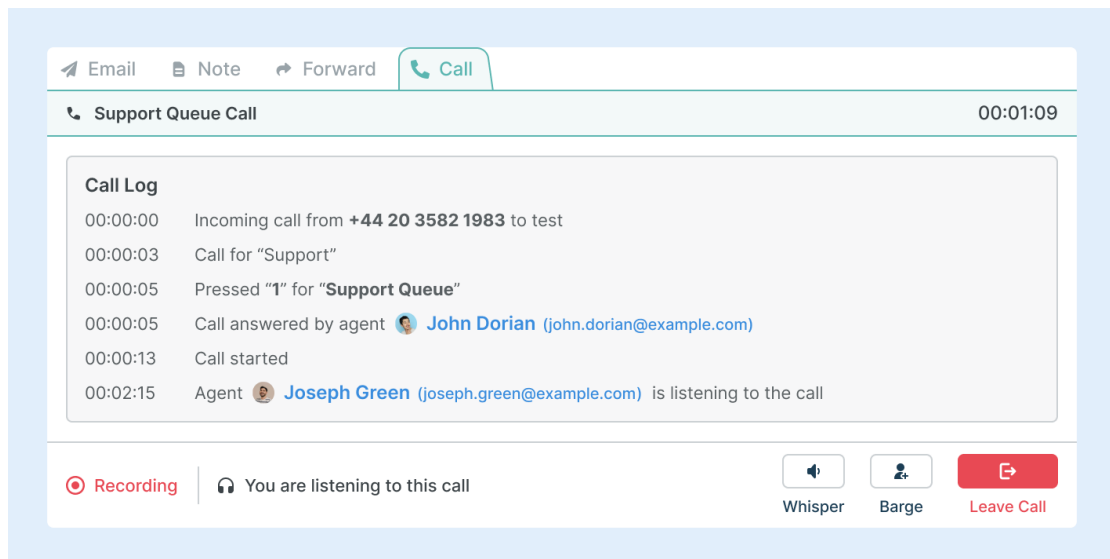 Email Note Forward Call
Support Queue Call 00:01:09
Call Log
00:00:00 Incoming call from +44 20 3582 1983 to test
00:00:03 Call for “Support”
00:00:05 Pressed “1” for “Support Queue”
00:00:05 Call answered by agent John Dorian (john.dorian@example.com)
00:00:13 Call started
00:02:15 Agent Joseph Green (joseph.green@example.com) is listening to the call
Recording You are listening to this call
Whisper Barge Leave Call